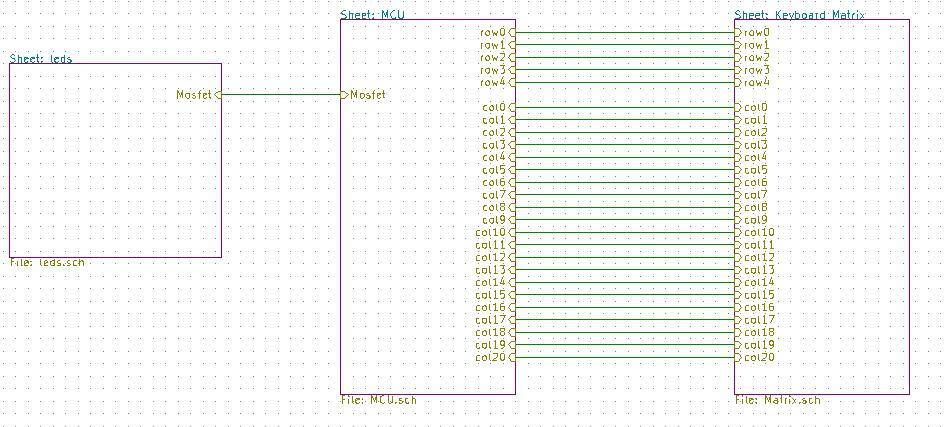 Sheet: leds
Mosfet
File: leds.sch
Sheet: MCU
Mosfet
row0
row1
row2
row3
row4
col0
col1
col2
col3
col4
col5
col6
col7
col8
col9
col10
col11
col12
col13
col14
col15
col16
col17
col18
col19
col20
File: MCU.sch
Sheet: Keyboard Matrix
row0
row1
row2
row3
row4
col0
col1
col2
col3
col4
col5
col6
col7
col8
col9
col10
col11
col12
col13
col14
col15
col16
col17
col18
col19
col20
File: Matrix.sch